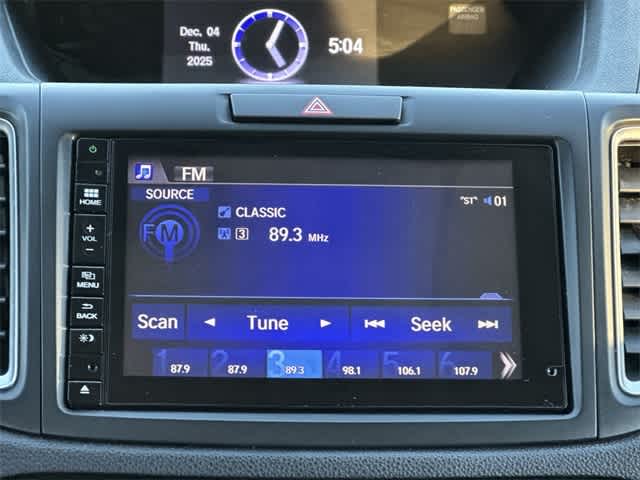 PASSENGER
AIRBAG
Dec. 04
Thu.
2025
5:04
FM
SOURCE
"ST" 01
CLASSIC
FM
3 89.3 MHz
HOME
+
VOL
−
MENU
BACK
Scan Tune Seek
1 2 3 4 5 6
87.9 87.9 89.3 98.1 106.1 107.9